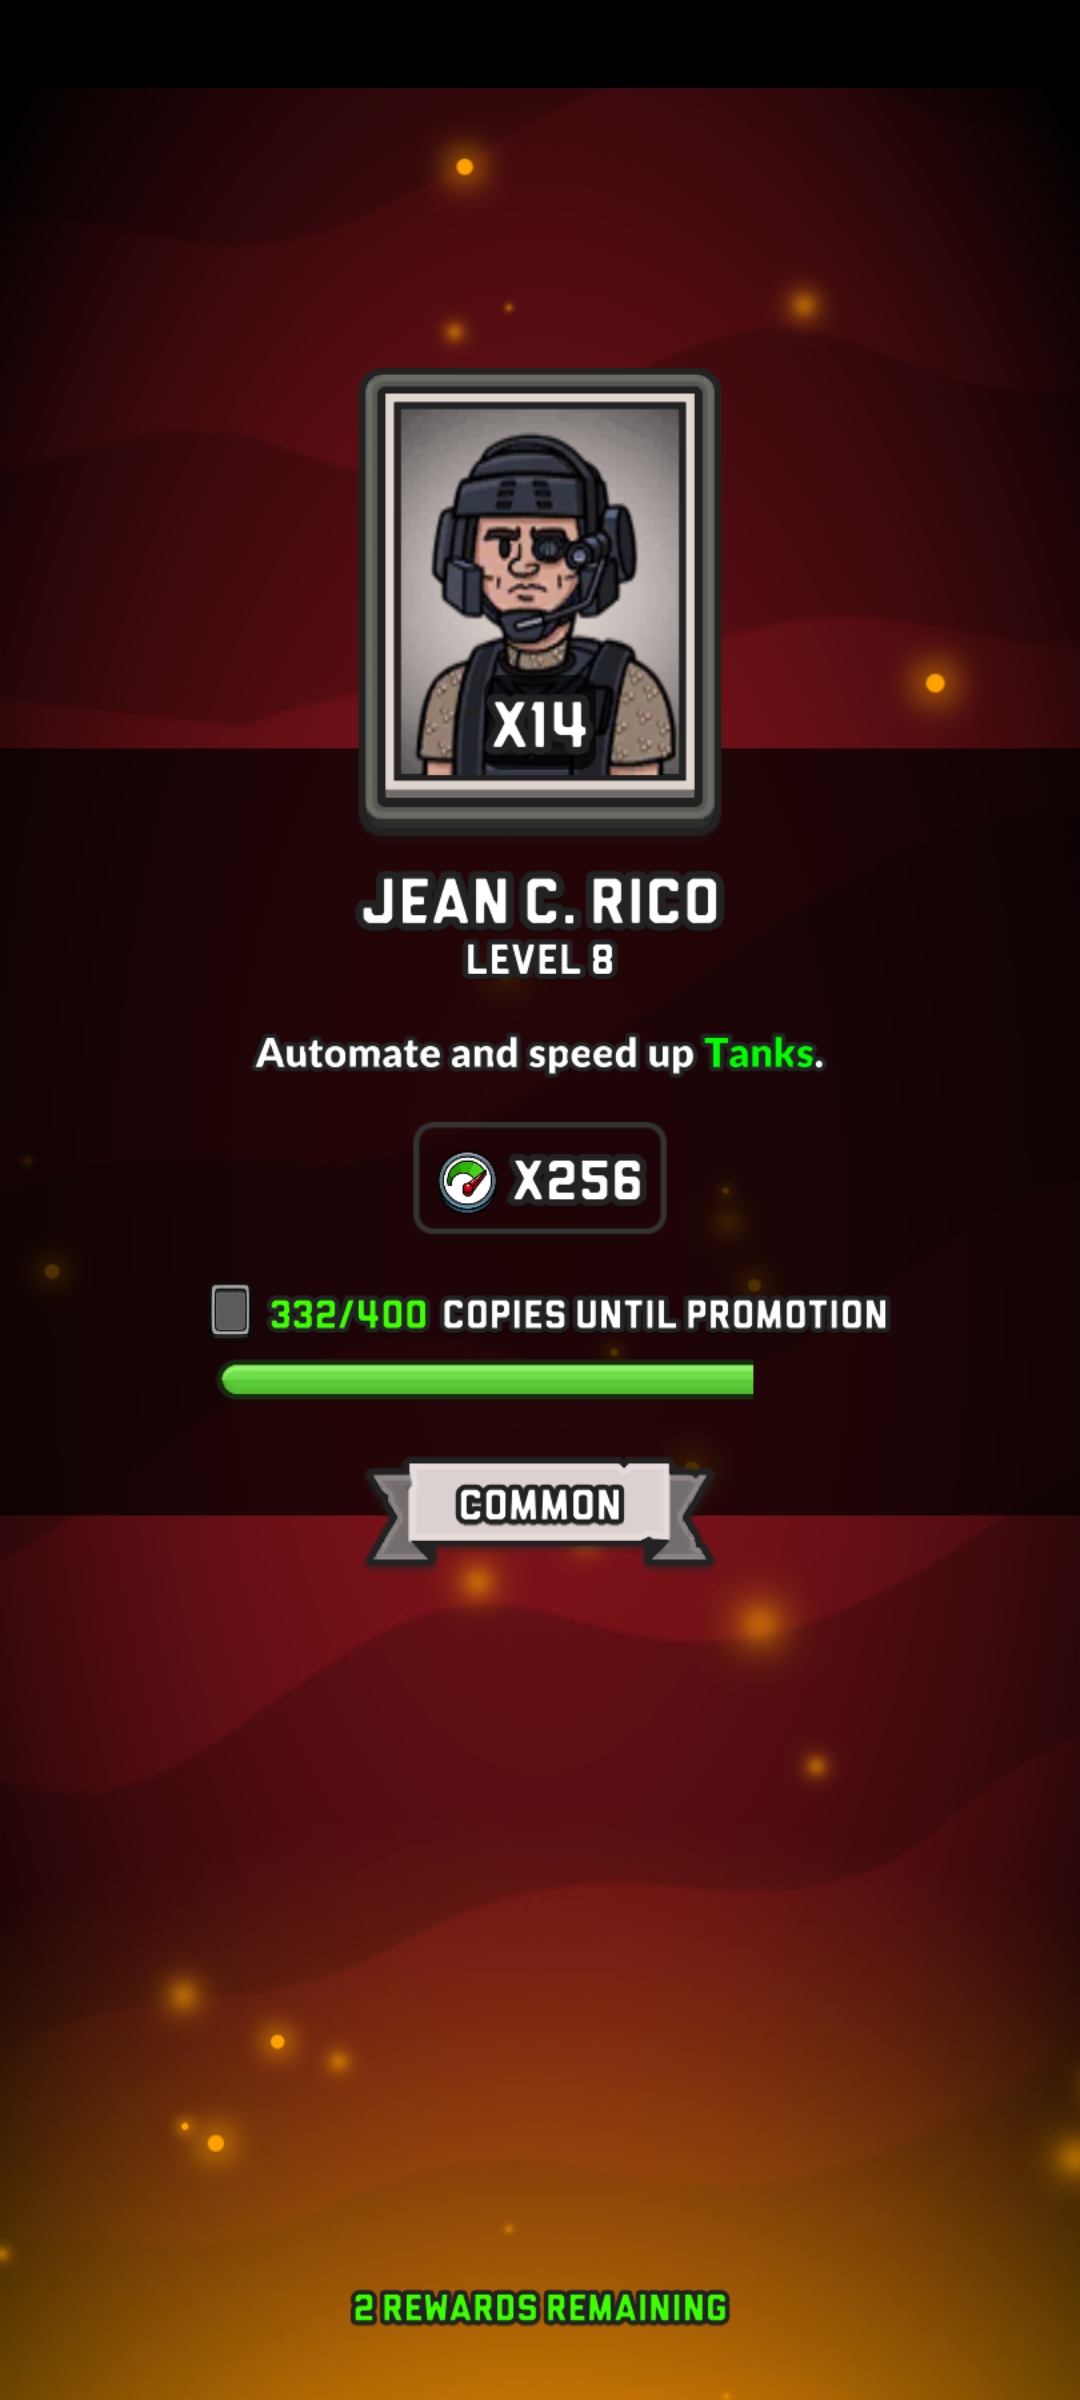 X14
JEAN C. RICO
LEVEL 8
Automate and speed up Tanks.
X256
332/400 COPIES UNTIL PROMOTION
COMMON
2 REWARDS REMAINING